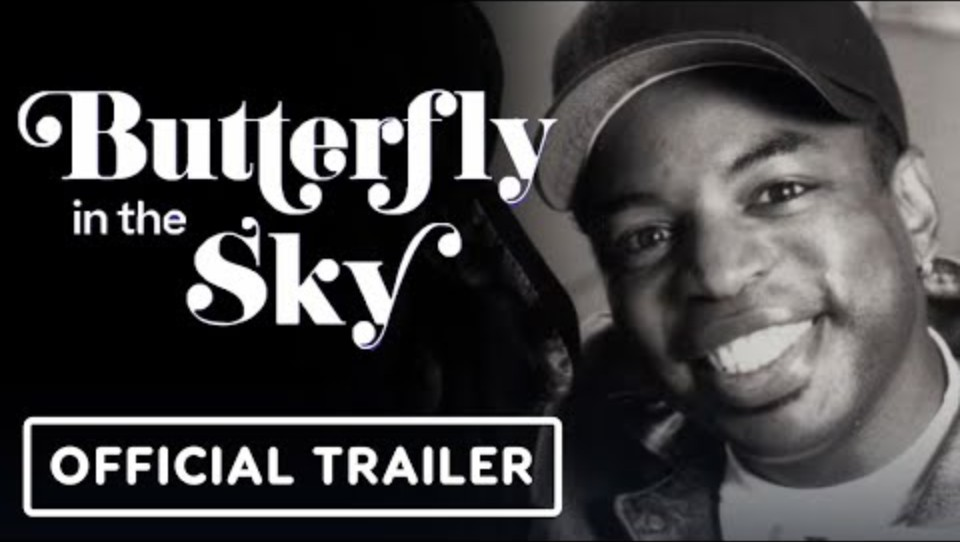 Butterfly
in the
Sky
OFFICIAL TRAILER